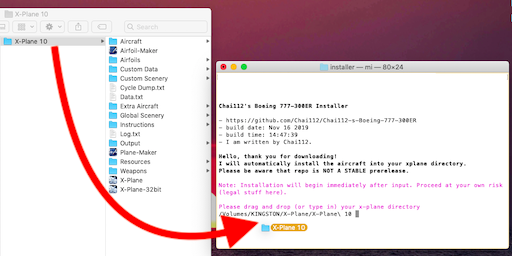 X-Plane 10
Search
X-Plane 10
Aircraft
Airfoil-Maker
Airfoils
Custom Data
Custom Scenery
Cycle Dump.txt
Data.txt
Extra Aircraft
Global Scenery
Instructions
Log.txt
Output
Plane-Maker
Resources
Weapons
X-Plane
X-Plane-32bit
installer — mi — 80×24
Chai112's Boeing 777-300ER Installer
- https://github.com/Chai112/Chai112-s-Boeing-777-300ER
- build date: Nov 16 2019
- build time: 14:47:39
- I am written by Chai112.
Hello, thank you for downloading!
I will automatically install the aircraft into your xplane directory.
Please be aware that repo is NOT A STABLE prerelease.
Note: Installation will begin immediately after input. Proceed at your own risk
(legal stuff here).
Please drag and drop (or type in) your x-plane directory
/Volumes/KINGSTON/X-Plane/X-Plane\ 10
X-Plane 10